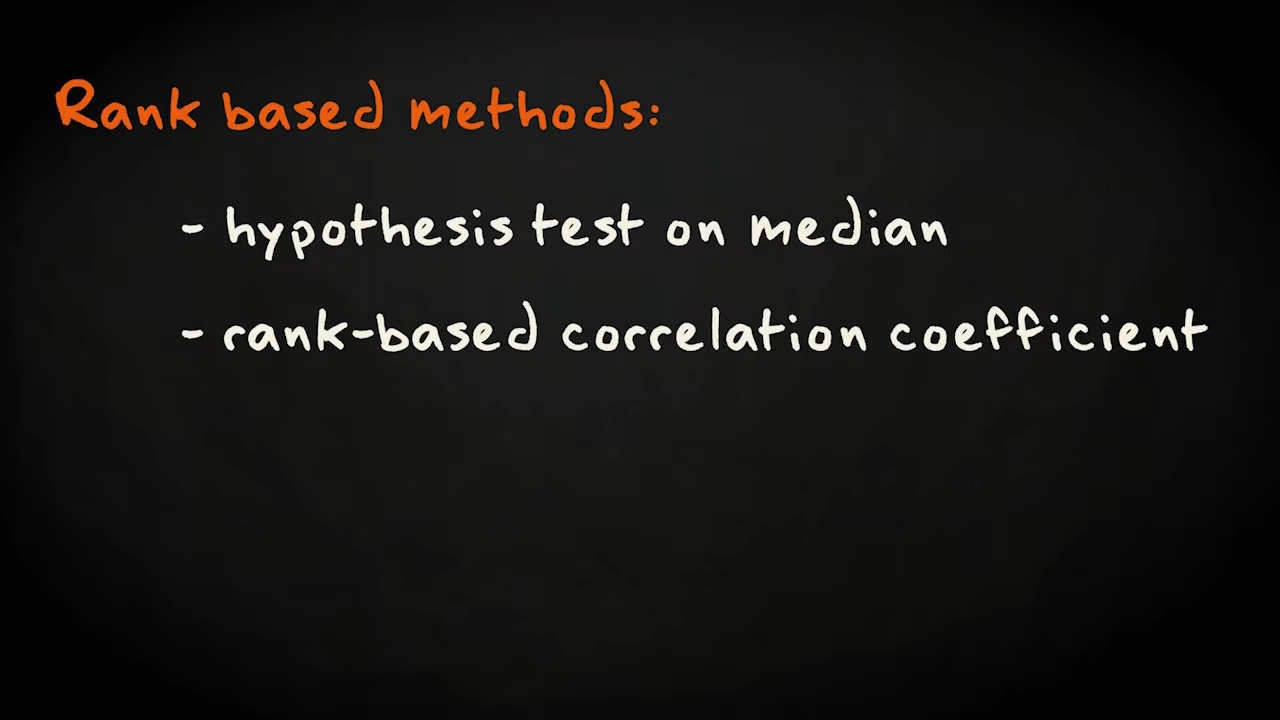 Rank based methods:
- hypothesis test on median
- rank-based correlation coefficient